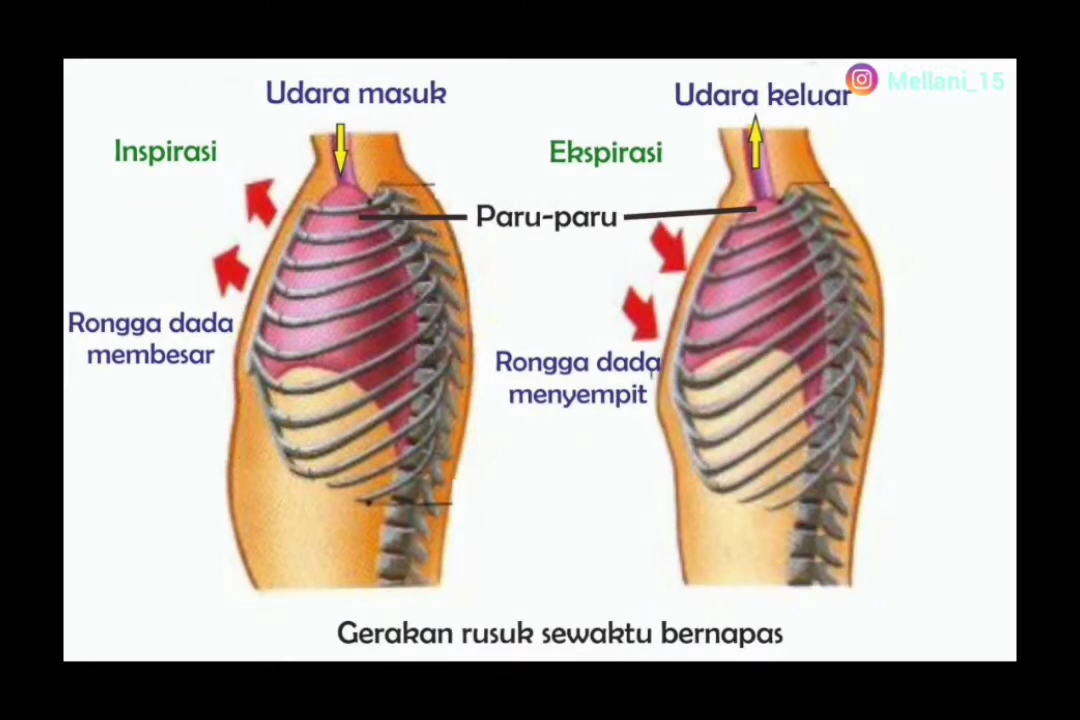 Udara masuk
Udara keluar
Mellani_15
Inspirasi
Ekspirasi
Paru-paru
Rongga dada
membesar
Rongga dada
menyempit
Gerakan rusuk sewaktu bernapas